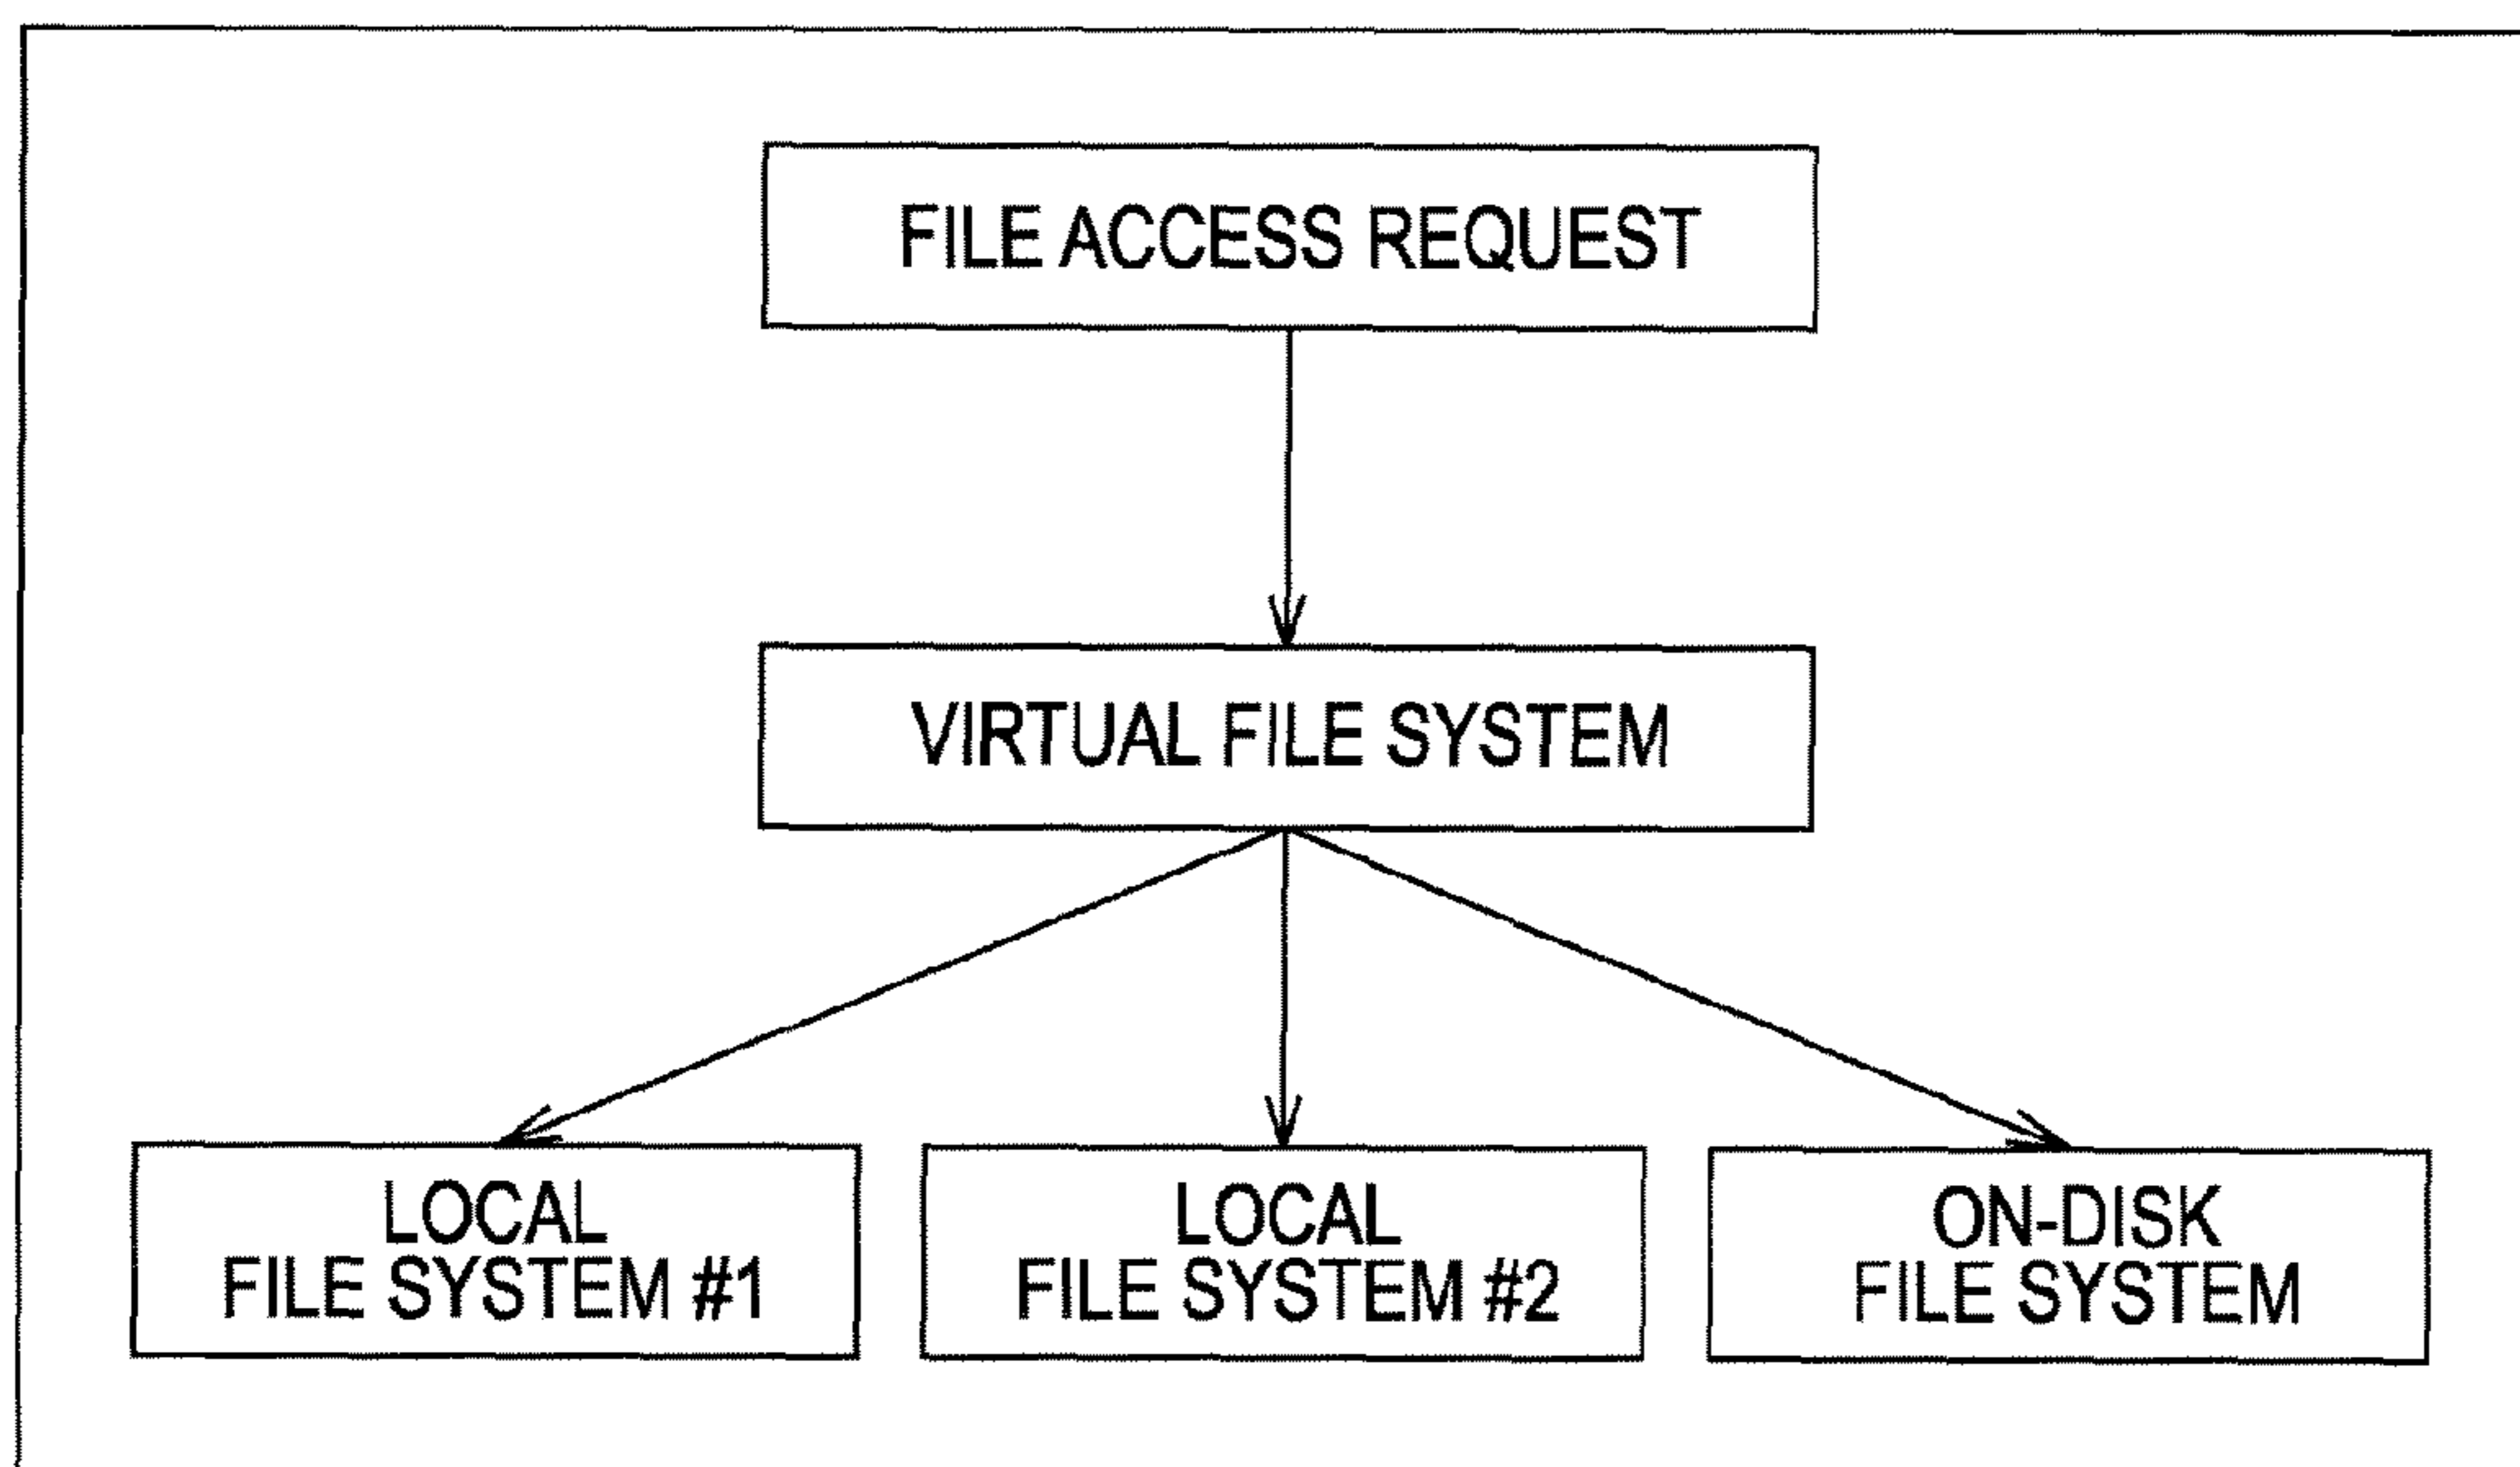 FILE ACCESS REQUEST
VIRTUAL FILE SYSTEM
LOCAL
FILE SYSTEM #1
LOCAL
FILE SYSTEM #2
ON-DISK
FILE SYSTEM